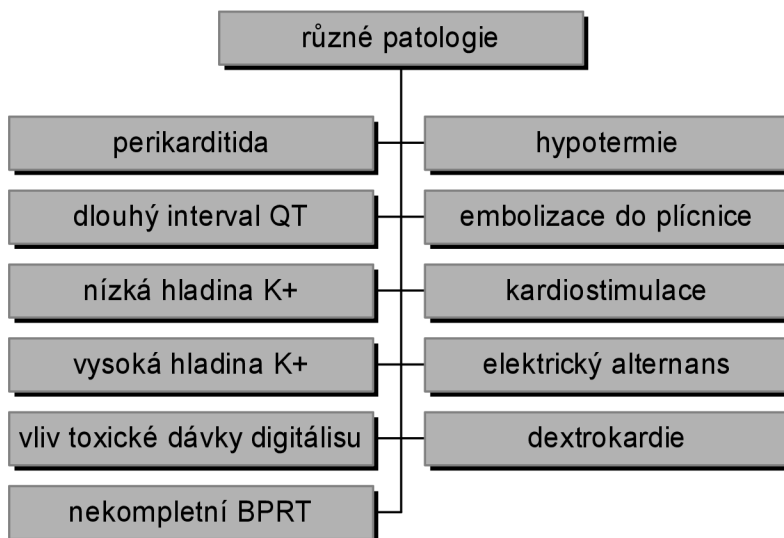 různé patologie
perikarditida
hypotermie
dlouhý interval QT
embolizace do plícnice
nízká hladina K+
kardiostimulace
vysoká hladina K+
elektrický alternans
vliv toxické dávky digitálisu
dextrokardie
nekompletní BPRT